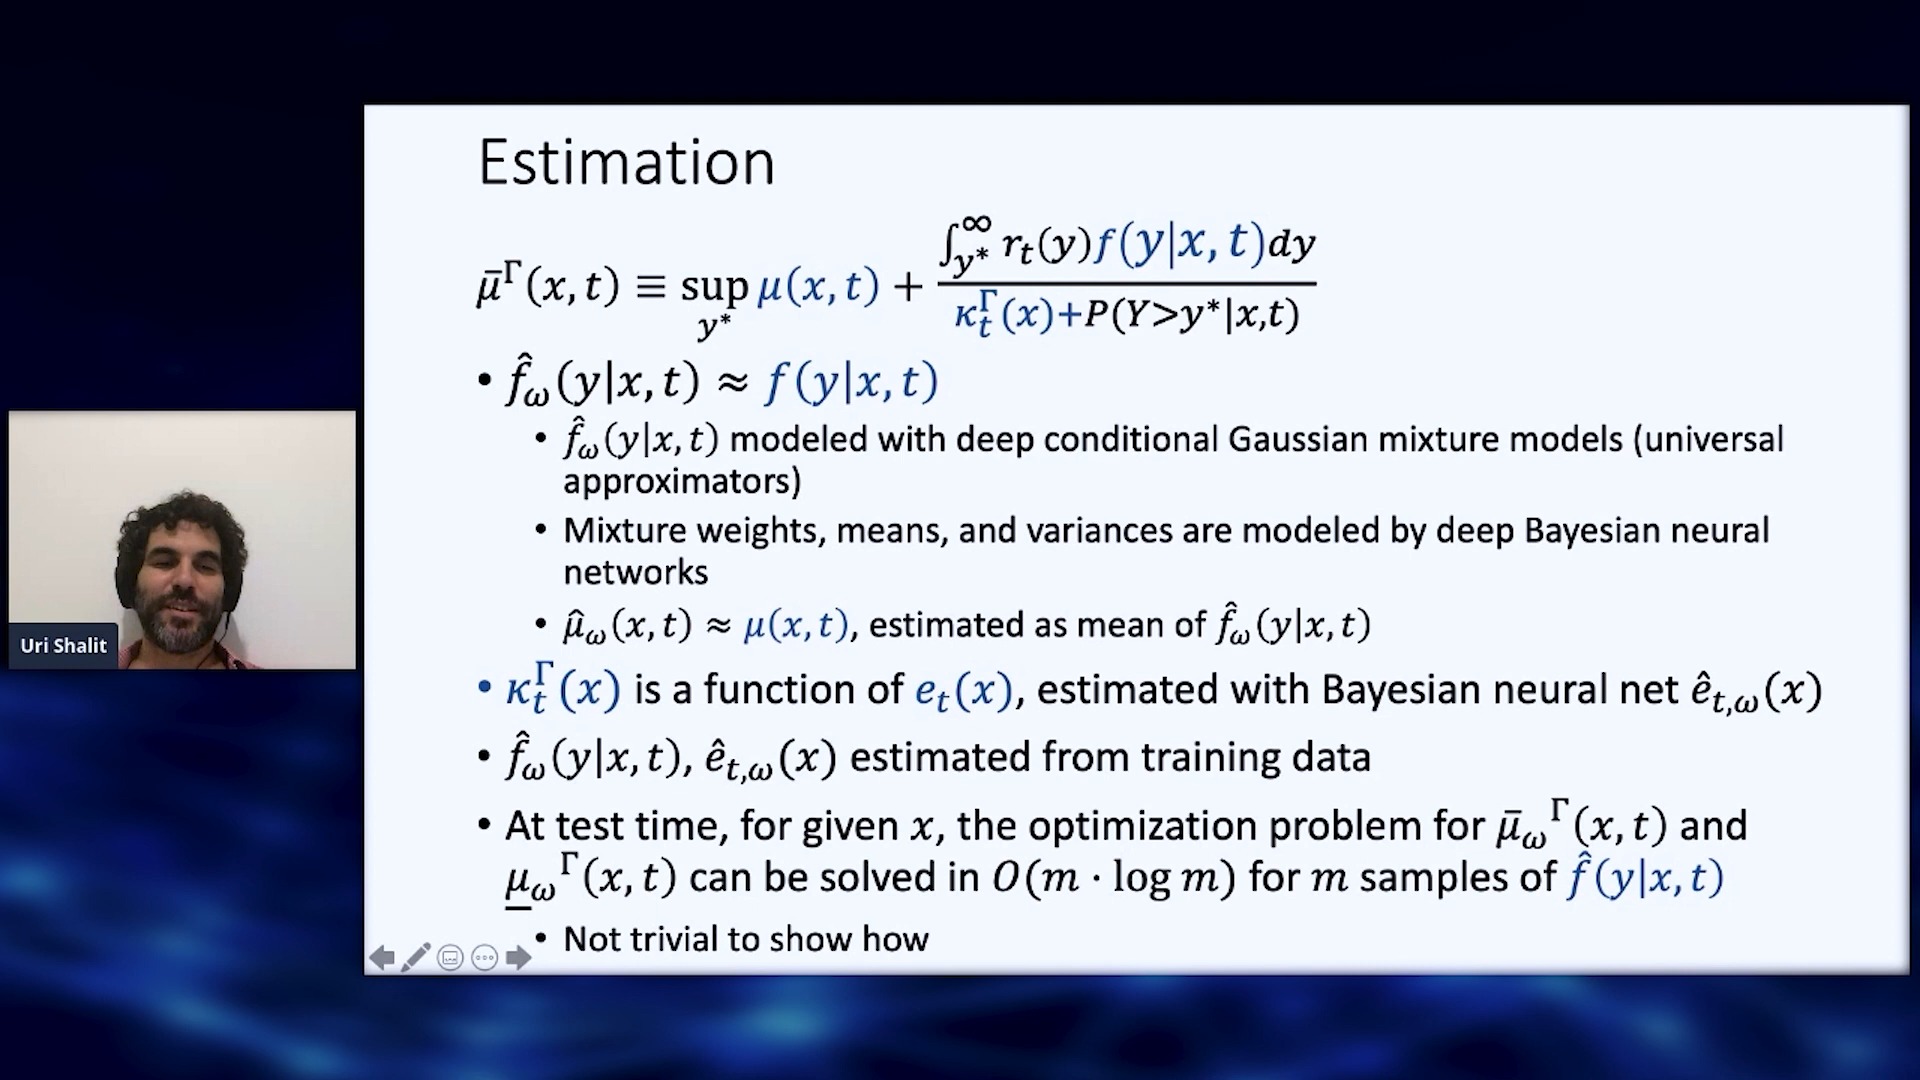 Estimation
μ̄^Γ(x, t) ≡ sup_{y*} μ(x, t) + ∫_{y*}^∞ r_t(y)f(y|x, t)dy / κ_t^Γ(x)+P(Y>y*|x,t)
• f̂_ω(y|x, t) ≈ f(y|x, t)
• f̂_ω(y|x, t) modeled with deep conditional Gaussian mixture models (universal
approximators)
• Mixture weights, means, and variances are modeled by deep Bayesian neural
networks
• μ̂_ω(x, t) ≈ μ(x, t), estimated as mean of f̂_ω(y|x, t)
• κ_t^Γ(x) is a function of e_t(x), estimated with Bayesian neural net ê_{t,ω}(x)
• f̂_ω(y|x, t), ê_{t,ω}(x) estimated from training data
• At test time, for given x, the optimization problem for μ̄_ω^Γ(x, t) and
μ̲_ω^Γ(x, t) can be solved in O(m · log m) for m samples of f̂(y|x, t)
• Not trivial to show how
Uri Shalit